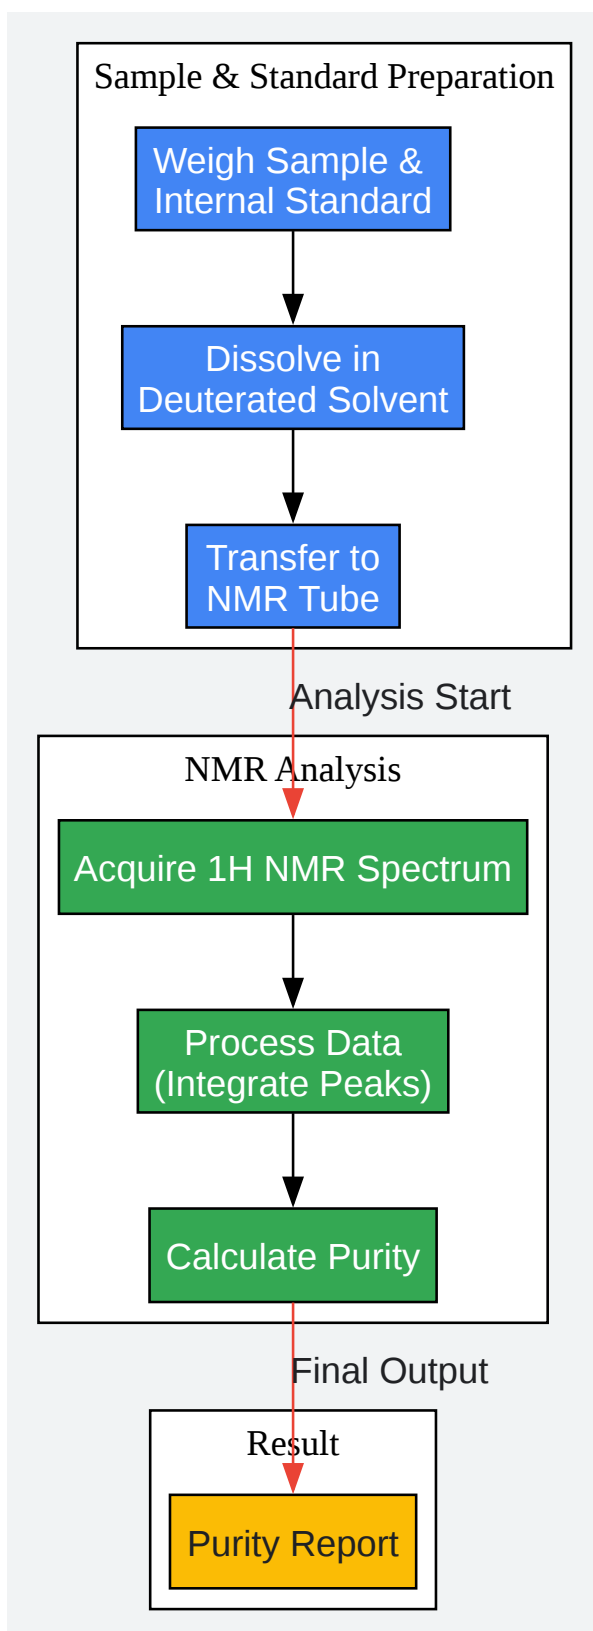 Sample & Standard Preparation
Weigh Sample &
Internal Standard
Dissolve in
Deuterated Solvent
Transfer to
NMR Tube
Analysis Start
NMR Analysis
Acquire 1H NMR Spectrum
Process Data
(Integrate Peaks)
Calculate Purity
Final Output
Result
Purity Report